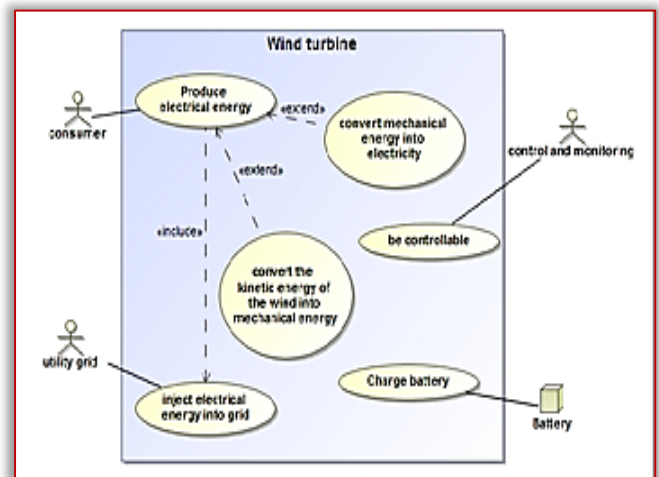 Wind turbine
Produce
electrical energy
«extend»
convert mechanical
energy into
electricity
consumer
control and monitoring
«extend»
«include»
be controllable
convert the
kinetic energy of
the wind into
mechanical energy
utility grid
Charge battery
inject electrical
energy into grid
Battery